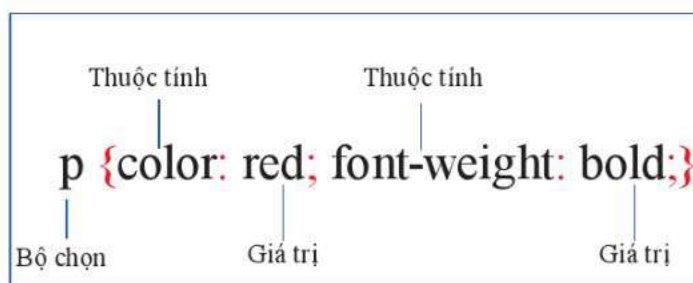 Thuộc tính Thuộc tính
p {color: red; font-weight: bold;}
Bộ chọn Giá trị Giá trị